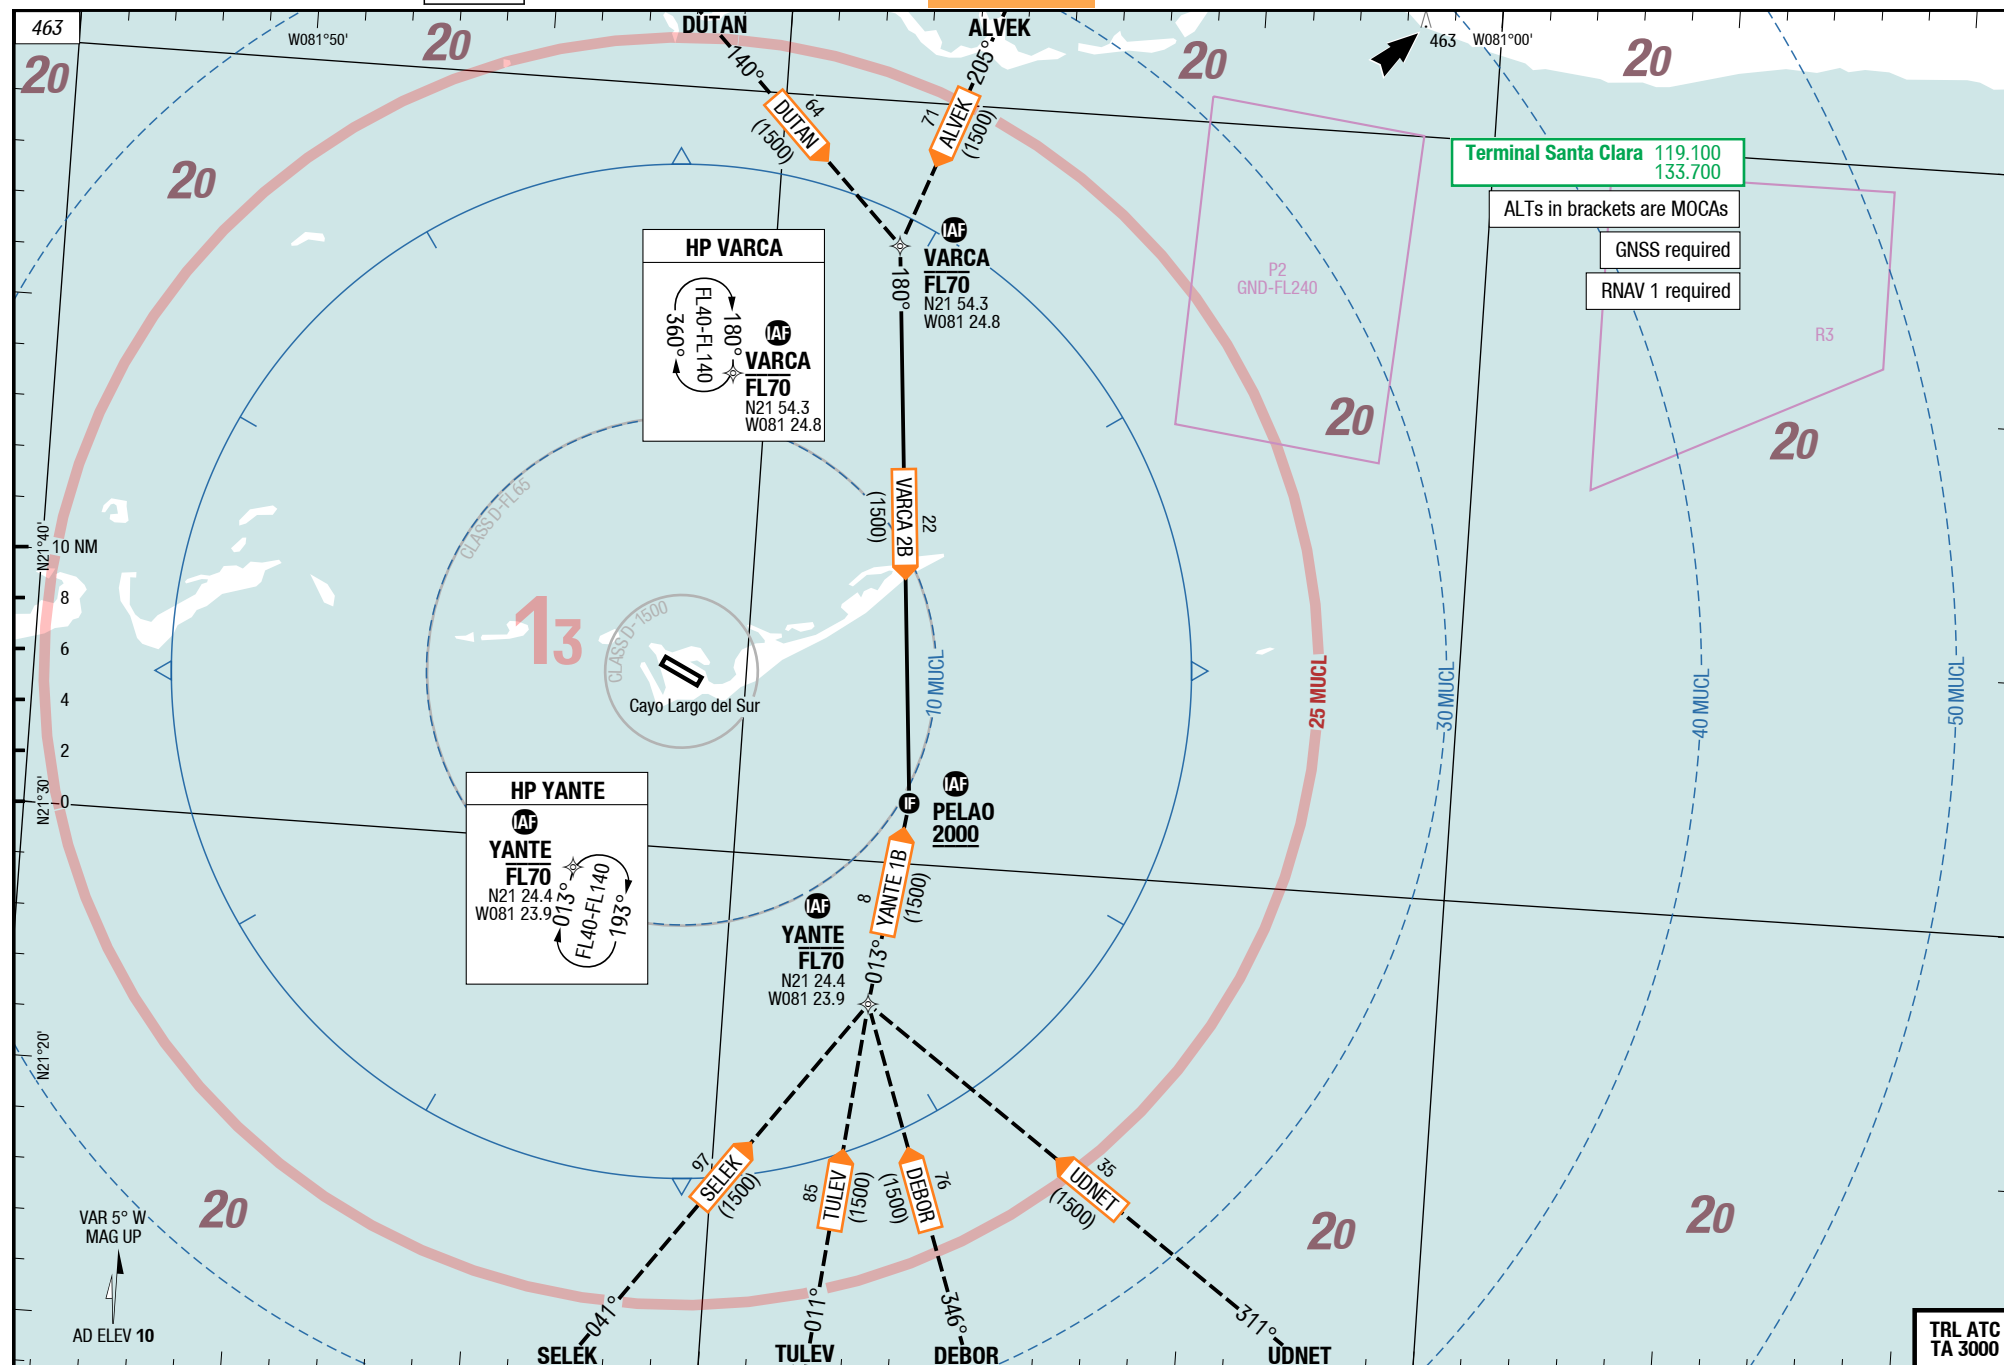 463
W081°50'
DUTAN
ALVEK
463
W081°00'
20
20
20
20
140°
205°
64
DUTAN
(1500)
71
ALVEK
(1500)
Terminal Santa Clara 119.100
133.700
ALTs in brackets are MOCAs
GNSS required
RNAV 1 required
20
IAF
VARCA
FL70
N21 54.3
W081 24.8
180°
HP VARCA
FL40-FL140
360°
180°
IAF
VARCA
FL70
N21 54.3
W081 24.8
P2
GND-FL240
R3
20
20
CLASS D-FL65
VARCA 2B
22
(1500)
N21°40'
10 NM
8
6
4
2
0
N21°30'
13
CLASS D-1500
Cayo Largo del Sur
10 MUCL
25 MUCL
30 MUCL
40 MUCL
50 MUCL
HP YANTE
IAF
YANTE
FL70
N21 24.4
W081 23.9
013°
FL40-FL140
193°
IF
IAF
PELAO
2000
YANTE 1B
8
(1500)
013°
IAF
YANTE
FL70
N21 24.4
W081 23.9
N21°20'
97
SELEK
(1500)
85
TULEV
(1500)
76
DEBOR
(1500)
35
UDNET
(1500)
20
20
20
VAR 5° W
MAG UP
AD ELEV 10
041°
011°
346°
311°
SELEK
TULEV
DEBOR
UDNET
TRL ATC
TA 3000